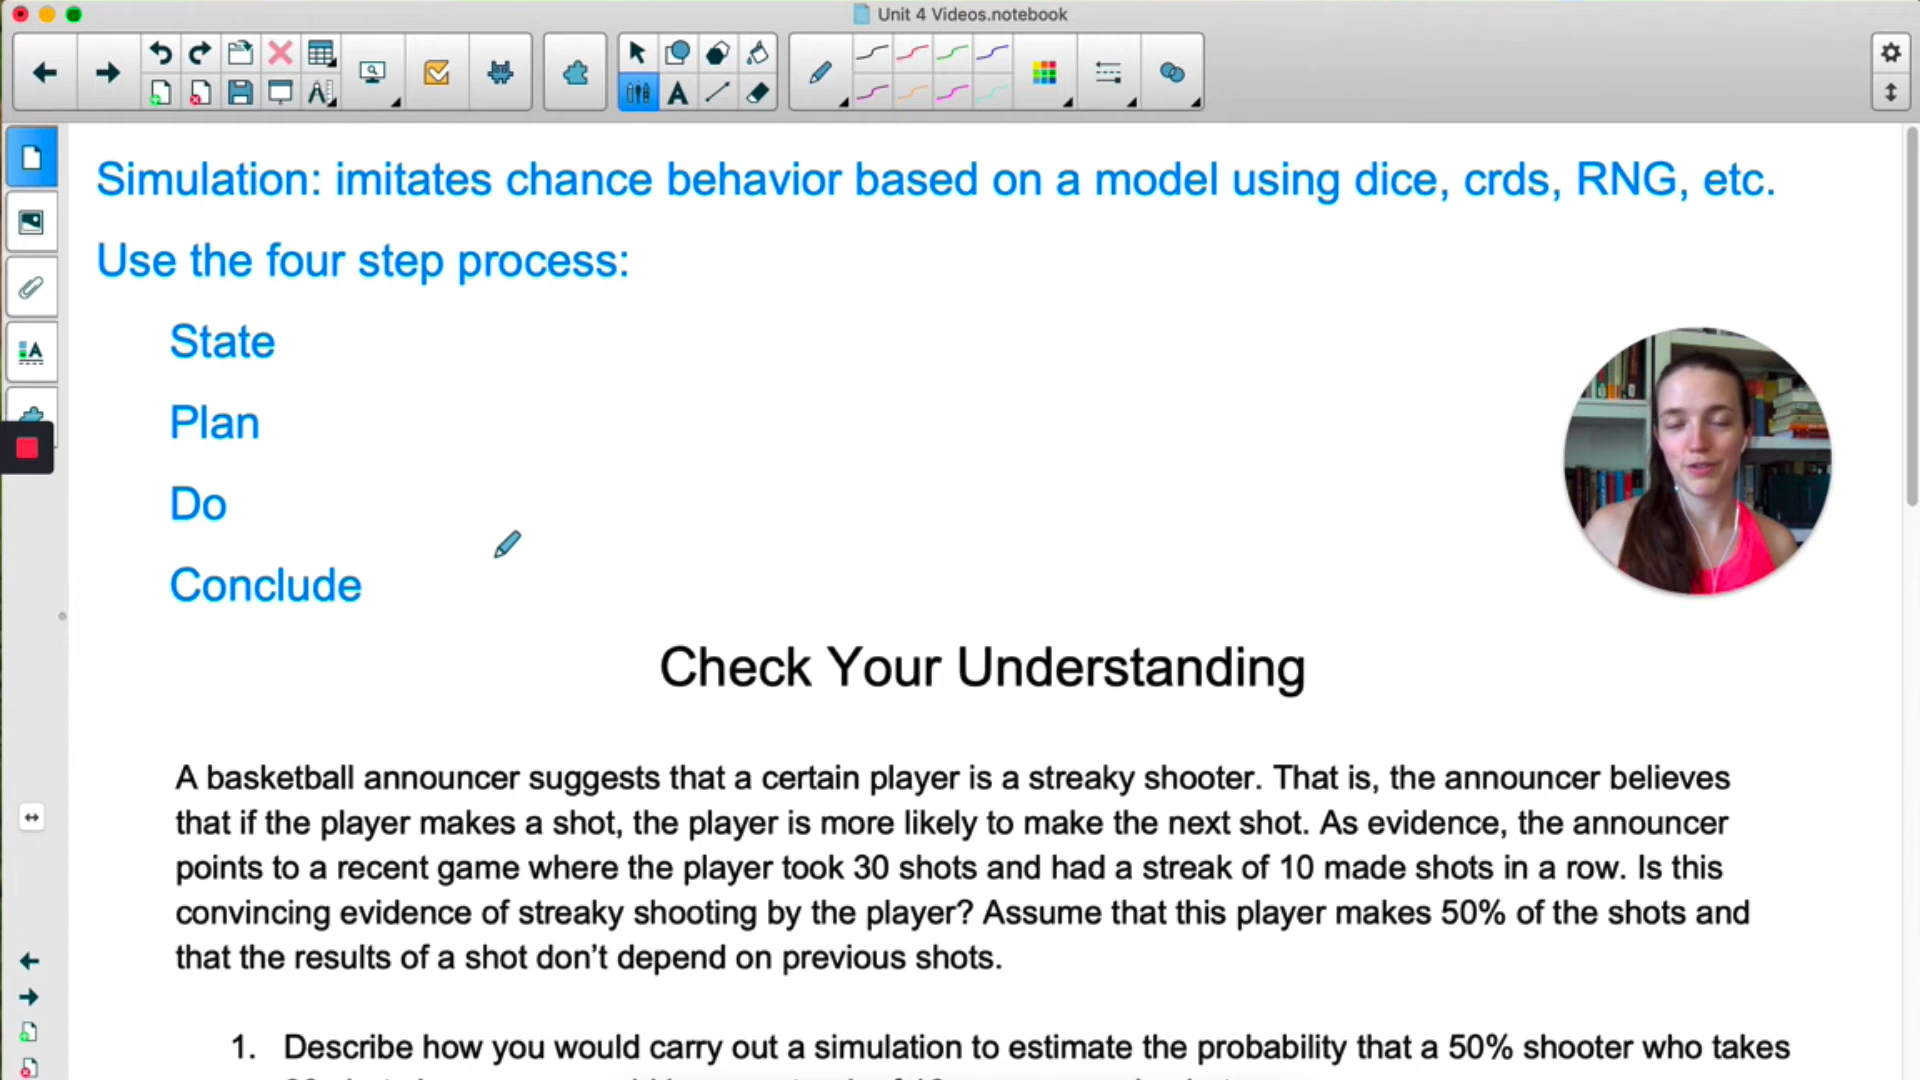 Unit 4 Videos.notebook
Simulation: imitates chance behavior based on a model using dice, crds, RNG, etc.
Use the four step process:
State
Plan
Do
Conclude
Check Your Understanding
A basketball announcer suggests that a certain player is a streaky shooter. That is, the announcer believes
that if the player makes a shot, the player is more likely to make the next shot. As evidence, the announcer
points to a recent game where the player took 30 shots and had a streak of 10 made shots in a row. Is this
convincing evidence of streaky shooting by the player? Assume that this player makes 50% of the shots and
that the results of a shot don’t depend on previous shots.
1. Describe how you would carry out a simulation to estimate the probability that a 50% shooter who takes